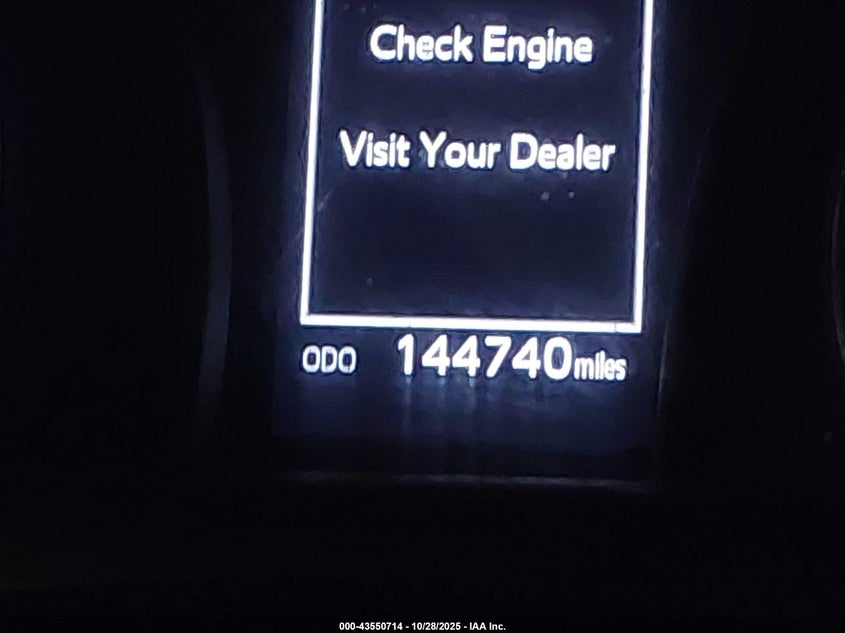 Check Engine
Visit Your Dealer
ODO 144740 miles
000-43550714 - 10/28/2025 - IAA Inc.